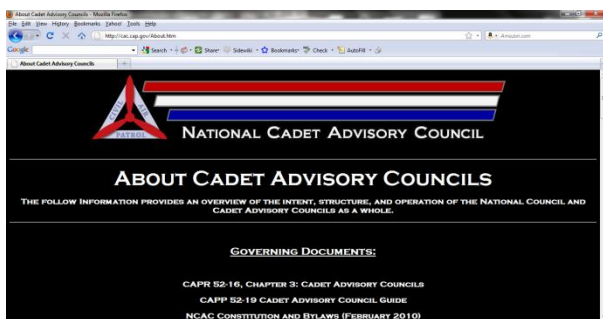 About Cadet Advisory Councils - Mozilla Firefox
File Edit View History Bookmarks Yahoo! Tools Help
http://cac.cap.gov/About.htm
Amazon.com
Google
Search
Share
Sidewiki
Bookmarks
Check
AutoFill
About Cadet Advisory Councils
CIVIL AIR PATROL
NATIONAL CADET ADVISORY COUNCIL
ABOUT CADET ADVISORY COUNCILS
THE FOLLOW INFORMATION PROVIDES AN OVERVIEW OF THE INTENT, STRUCTURE, AND OPERATION OF THE NATIONAL COUNCIL AND
CADET ADVISORY COUNCILS AS A WHOLE.
GOVERNING DOCUMENTS:
CAPR 52-16, CHAPTER 3: CADET ADVISORY COUNCILS
CAPP 52-19 CADET ADVISORY COUNCIL GUIDE
NCAC CONSTITUTION AND BYLAWS (FEBRUARY 2010)